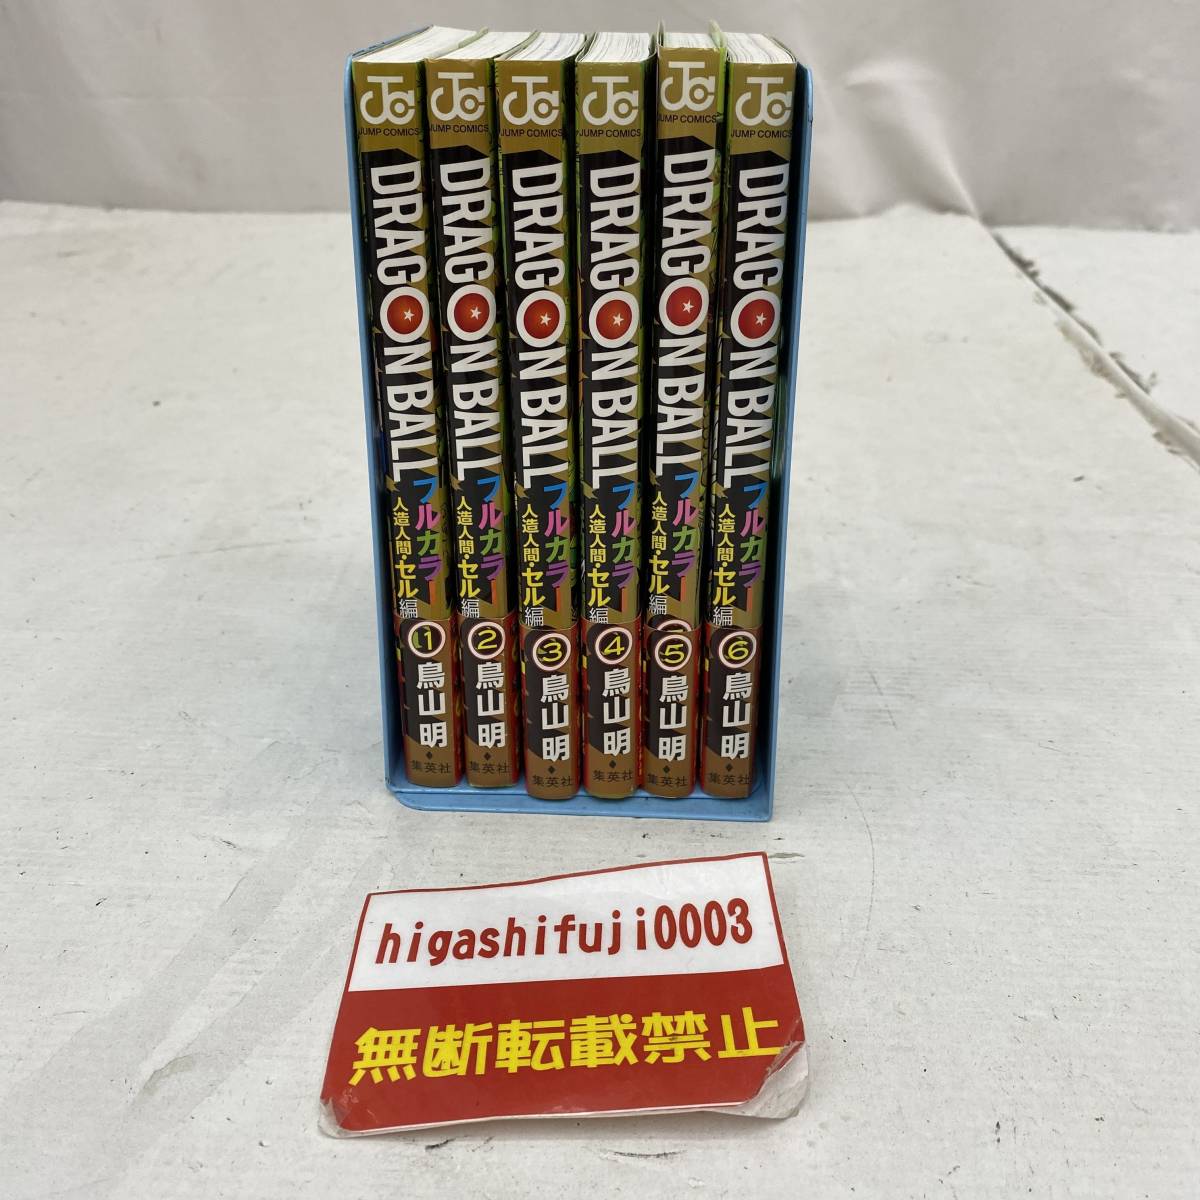 JC
JUMP COMICS
DRAGON BALL
フルカラー
人造人間・セル編
1
鳥山明
集英社
JC
JUMP COMICS
DRAGON BALL
フルカラー
人造人間・セル編
2
鳥山明
集英社
JC
JUMP COMICS
DRAGON BALL
フルカラー
人造人間・セル編
3
鳥山明
集英社
JC
JUMP COMICS
DRAGON BALL
フルカラー
人造人間・セル編
4
鳥山明
集英社
JC
JUMP COMICS
DRAGON BALL
フルカラー
人造人間・セル編
5
鳥山明
集英社
JC
JUMP COMICS
DRAGON BALL
フルカラー
人造人間・セル編
6
鳥山明
集英社
higashifuji0003
無断転載禁止